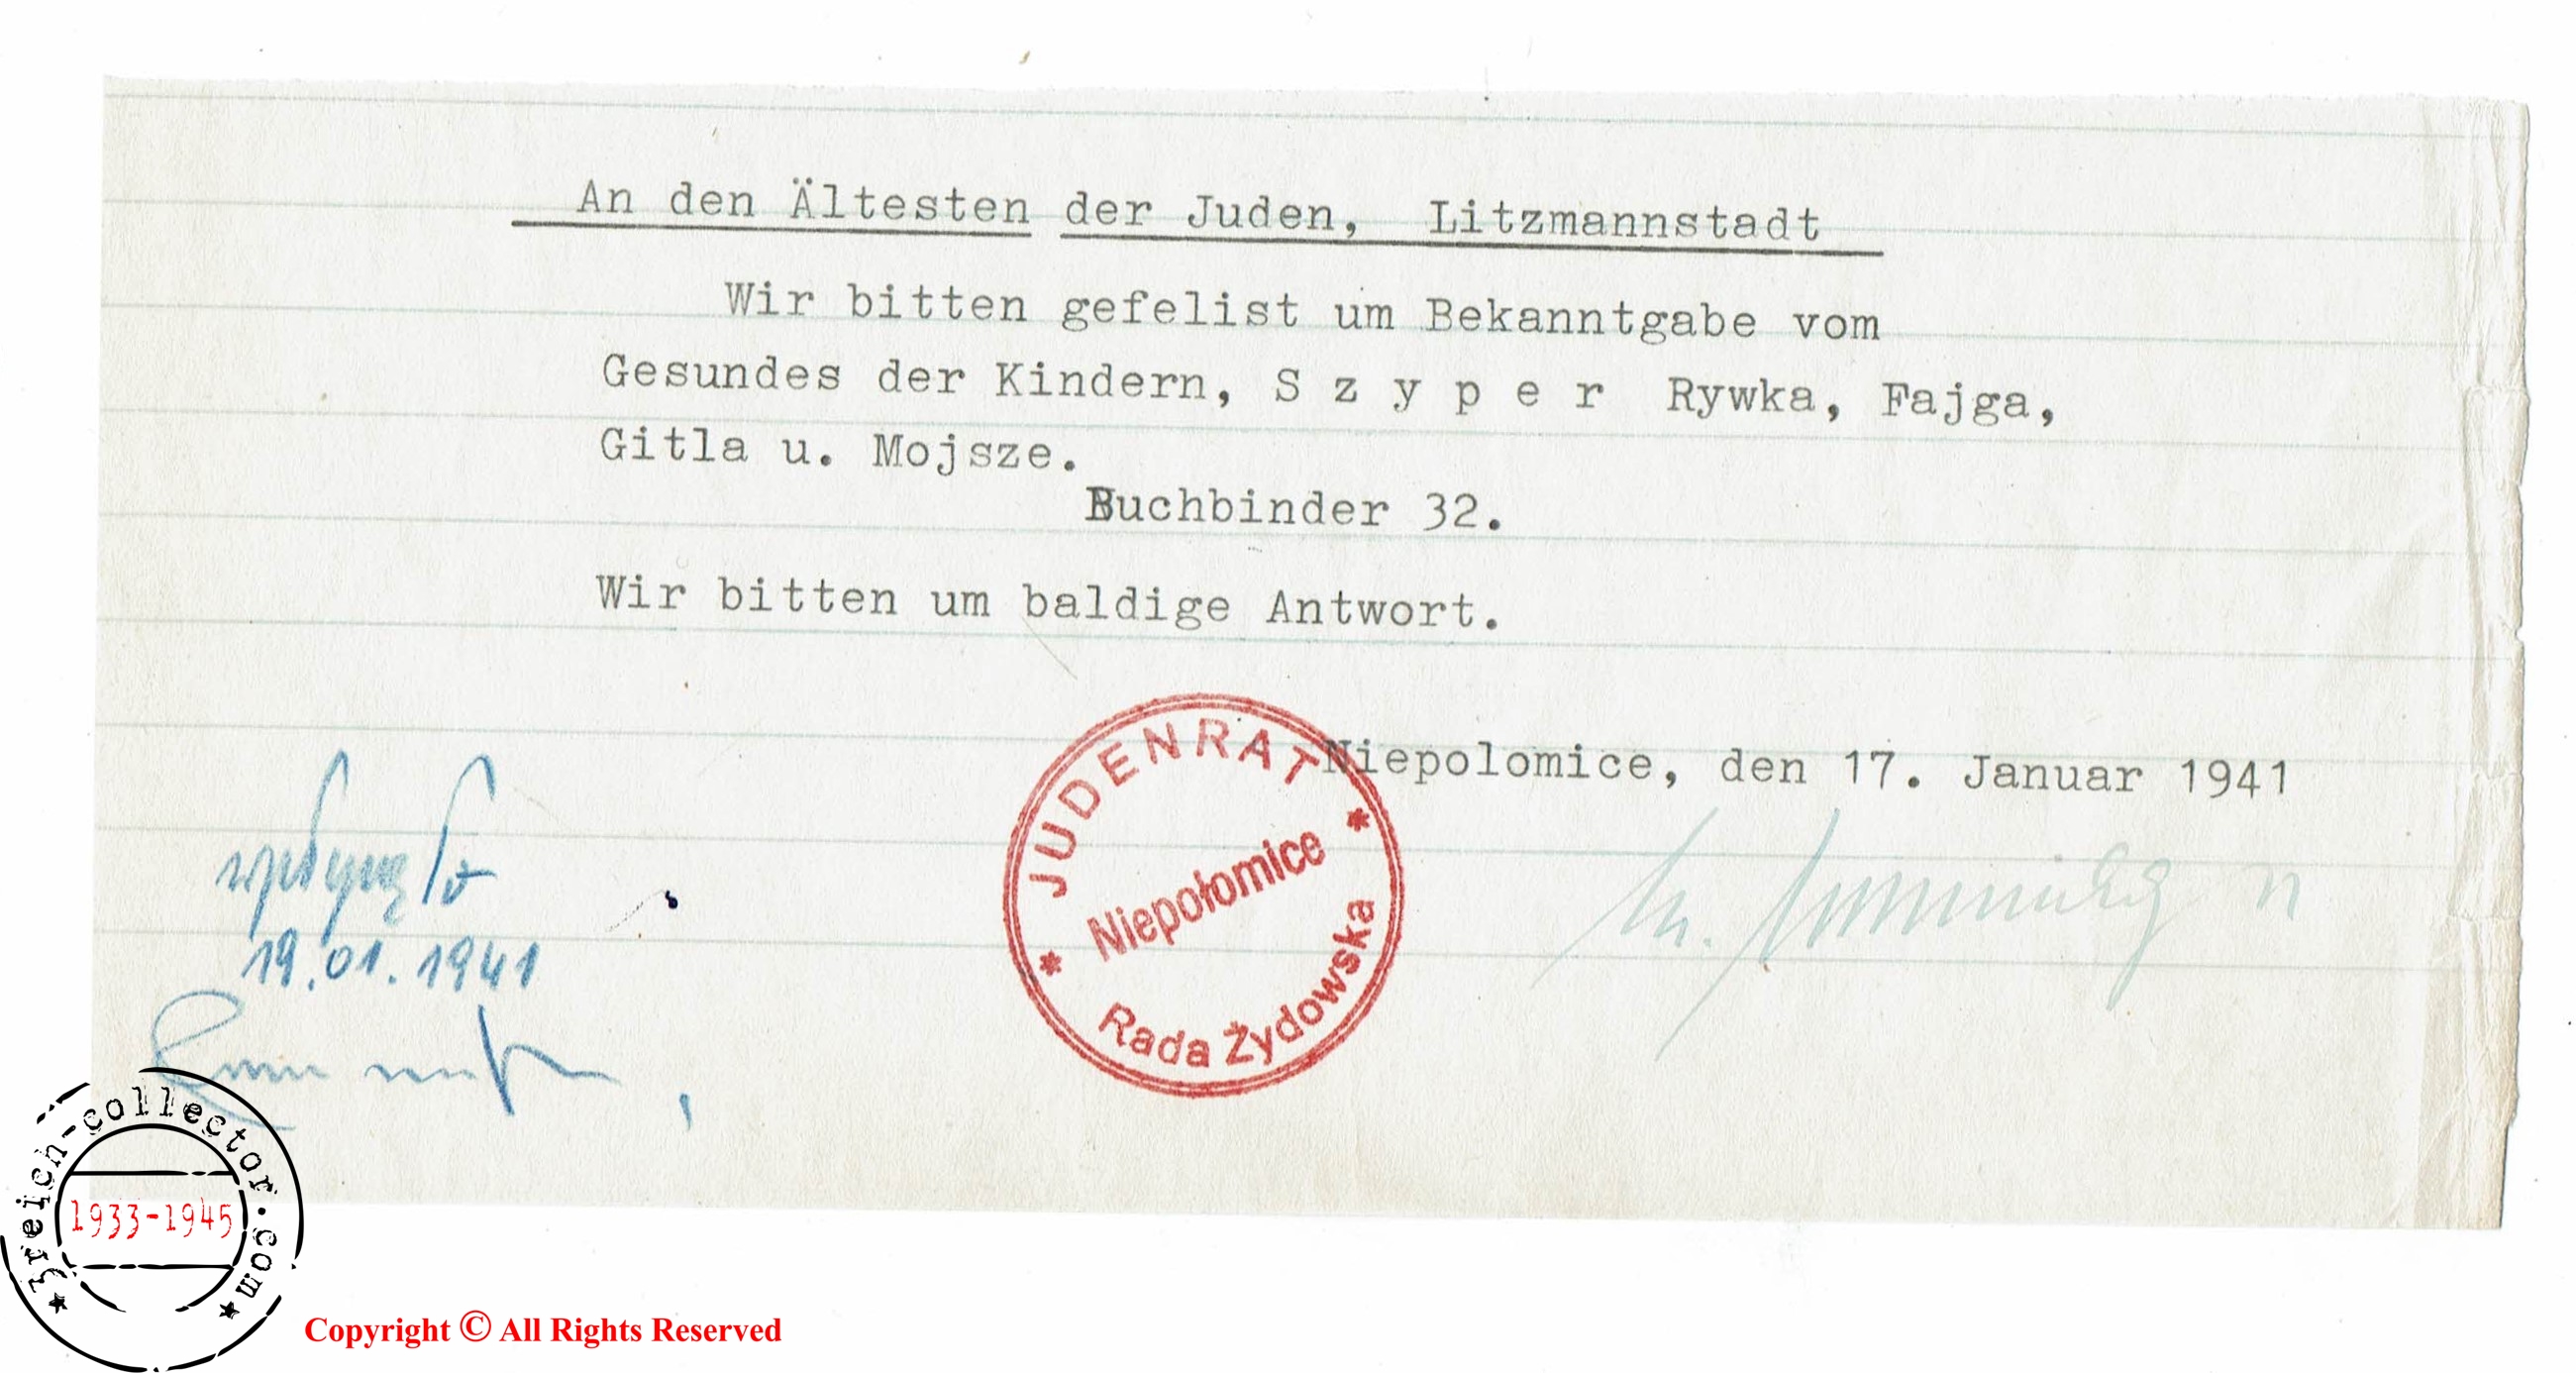 An den Ältesten der Juden, Litzmannstadt
Wir bitten gefelist um Bekanntgabe vom
Gesundes der Kindern, S z y p e r Rywka, Fajga,
Gitla u. Mojsze.
Buchbinder 32.
Wir bitten um baldige Antwort.
Niepolomice, den 17. Januar 1941
JUDENRAT
Niepołomice
Rada Żydowska
19.01.1941
3reich-collector.com
1933-1945
Copyright © All Rights Reserved